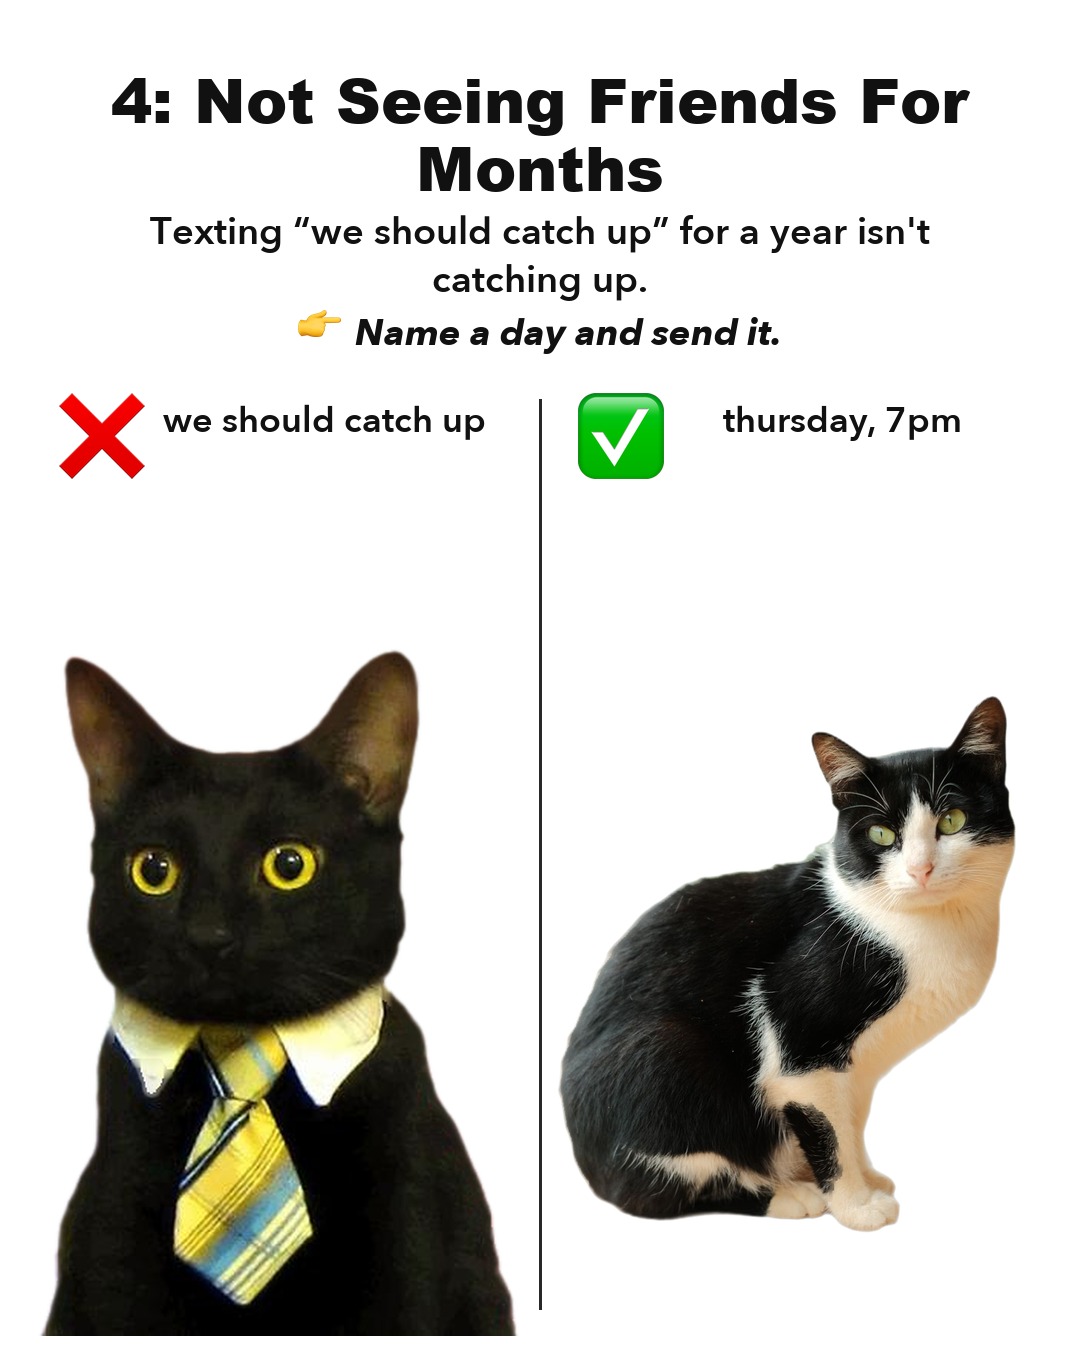 4: Not Seeing Friends For
Months
Texting “we should catch up” for a year isn't
catching up.
👉 Name a day and send it.
❌ we should catch up
✅ thursday, 7pm